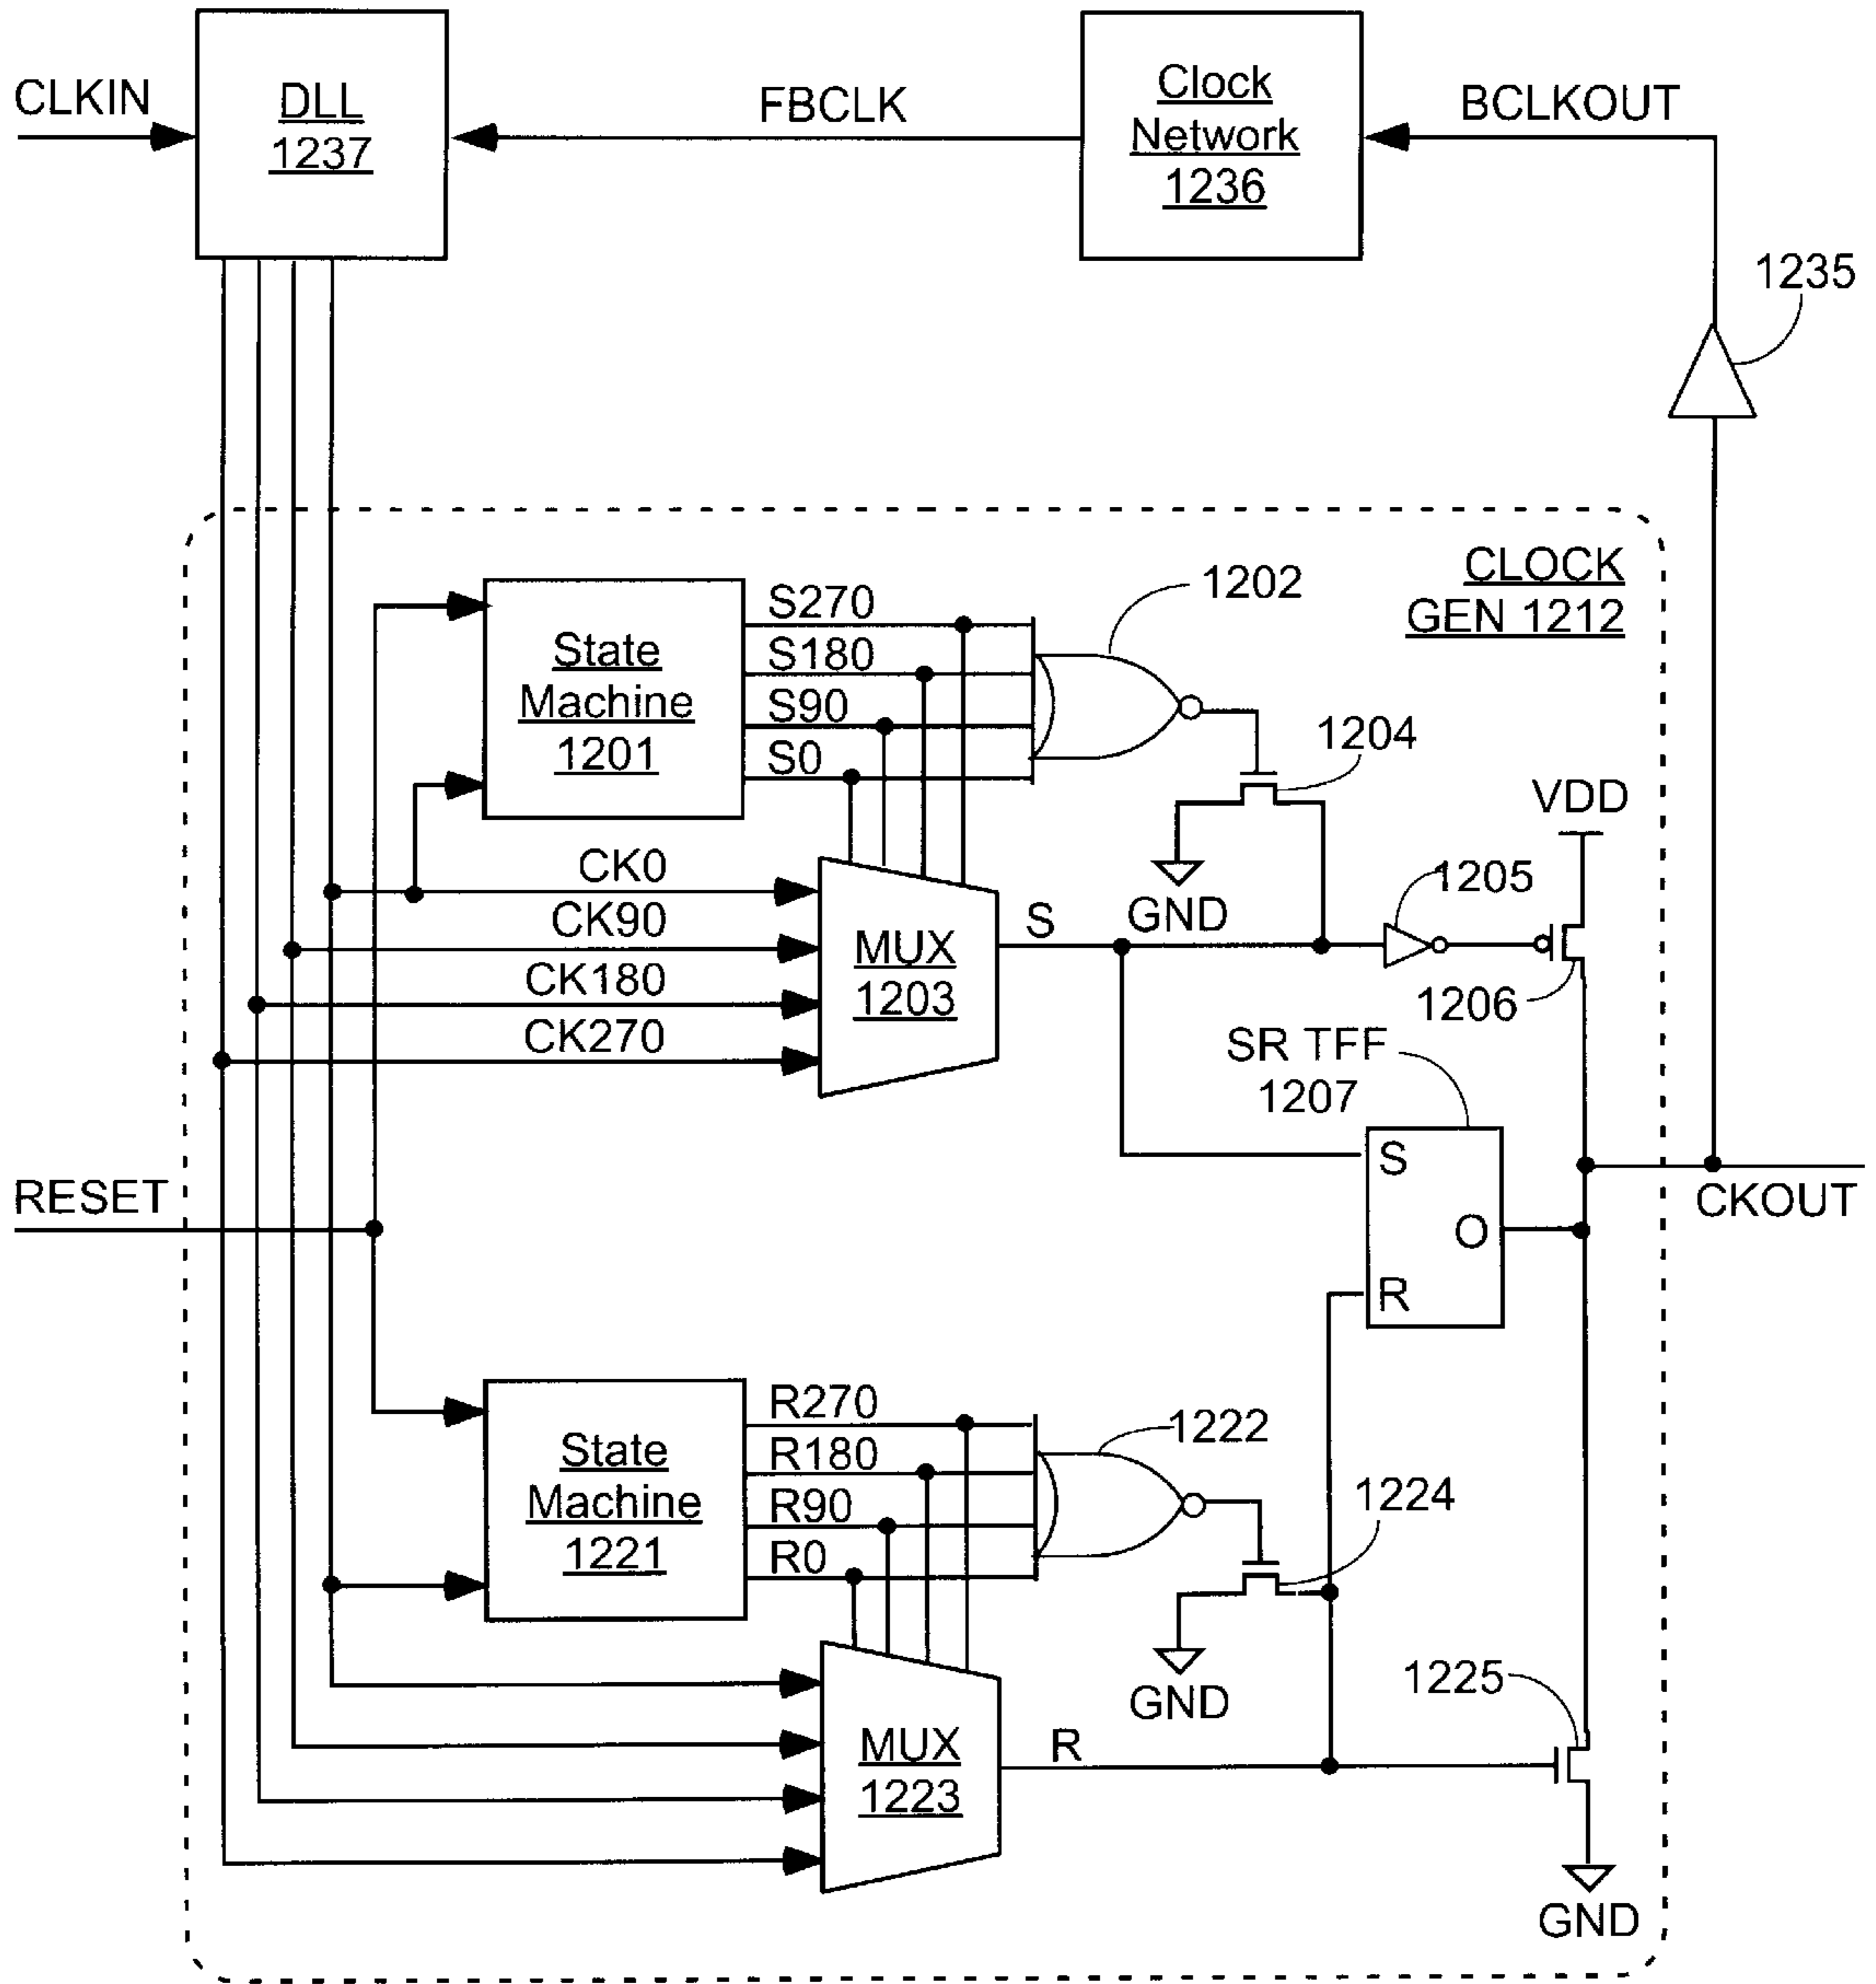 CLKIN
DLL
1237
FBCLK
Clock
Network
1236
BCLKOUT
1235
CLOCK
GEN 1212
State
Machine
1201
S270
S180
S90
S0
1202
1204
VDD
CK0
CK90
CK180
CK270
MUX
1203
S
GND
1205
1206
SR TFF
1207
S
O
R
CKOUT
RESET
State
Machine
1221
R270
R180
R90
R0
1222
1224
GND
MUX
1223
R
1225
GND